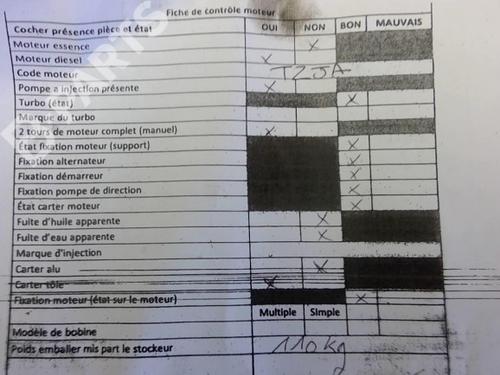 Fiche de contrôle moteur
Cocher présence pièce et état OUI NON BON MAUVAIS
Moteur essence X
Moteur diesel X
Code moteur
Pompe a injection présente X
Turbo (état) X
Marque du turbo
2 tours de moteur complet (manuel) X
État fixation moteur (support) X
Fixation alternateur X
Fixation démarreur X
Fixation pompe de direction X
État carter moteur X
Fuite d'huile apparente X
Fuite d'eau apparente X
Marque d'injection
Carter alu X
Carter tôle X
Fixation moteur (état sur le moteur) X
Multiple Simple
Modèle de bobine
Poids emballer mis part le stockeur 110 kg